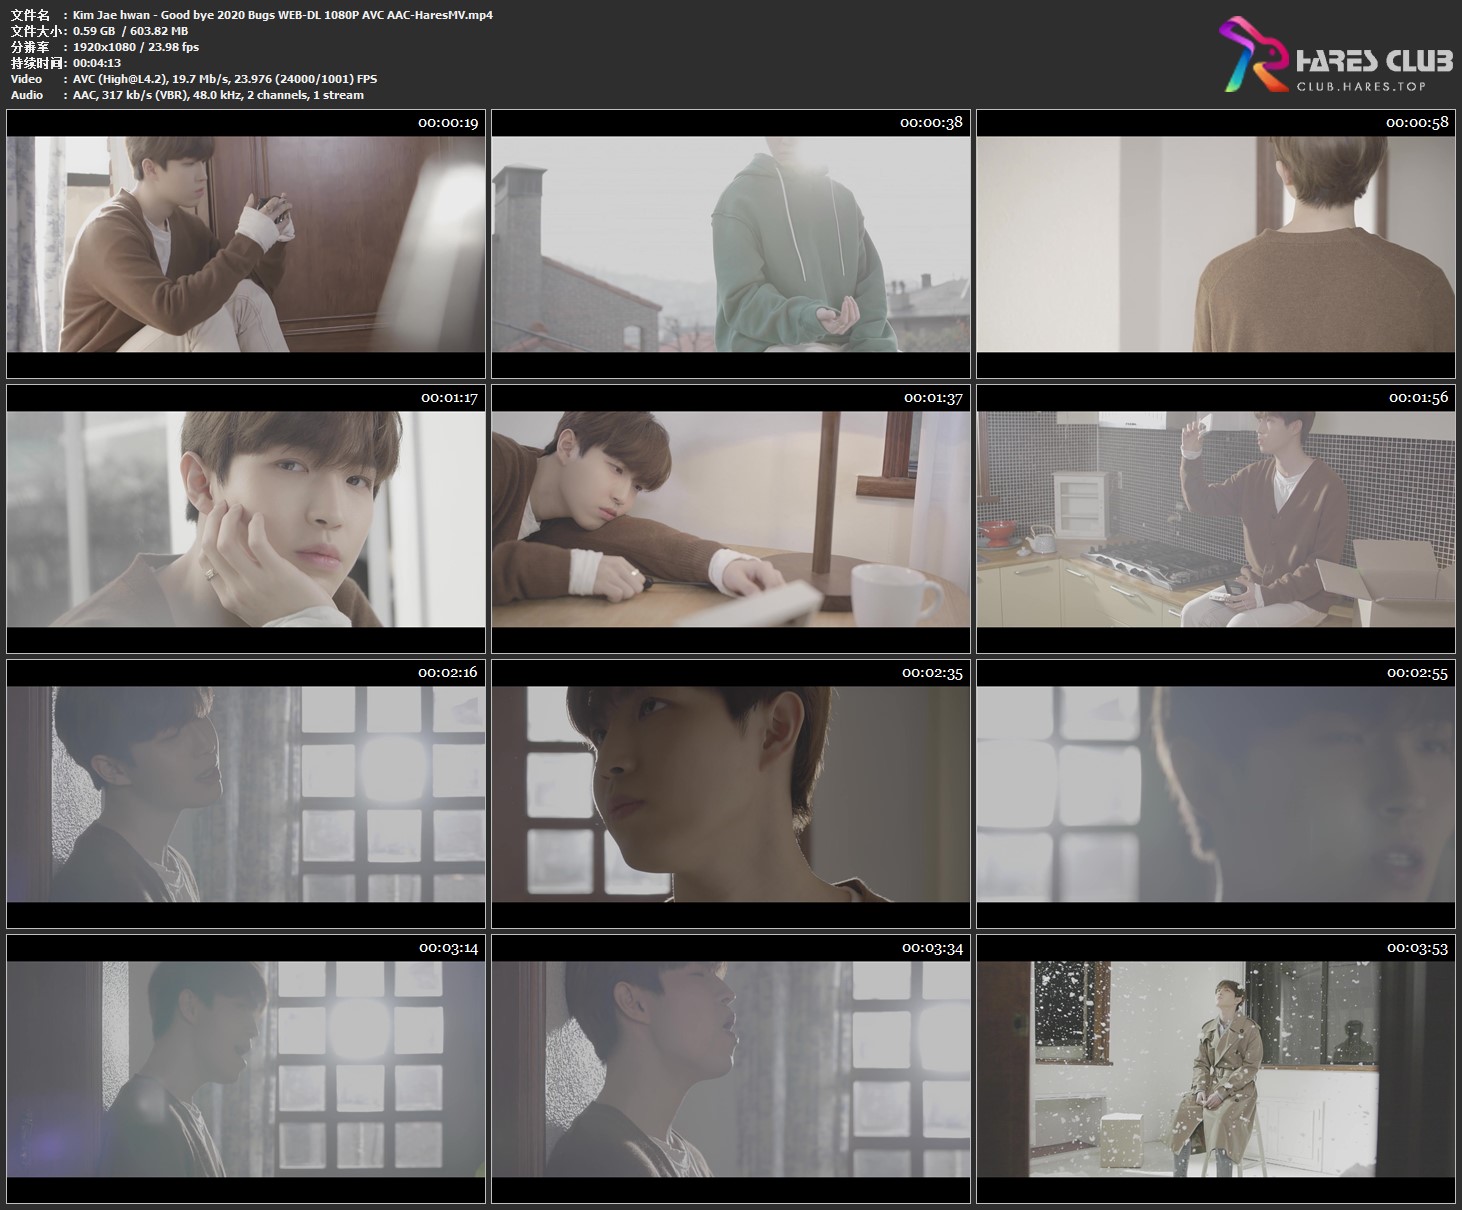 文件名 : Kim Jae hwan - Good bye 2020 Bugs WEB-DL 1080P AVC AAC-HaresMV.mp4
文件大小: 0.59 GB / 603.82 MB
分辨率 : 1920x1080 / 23.98 fps
持续时间: 00:04:13
Video : AVC (High@L4.2), 19.7 Mb/s, 23.976 (24000/1001) FPS
Audio : AAC, 317 kb/s (VBR), 48.0 kHz, 2 channels, 1 stream
HARES CLUB
CLUB.HARES.TOP
00:00:19
00:00:38
00:00:58
00:01:17
00:01:37
00:01:56
00:02:16
00:02:35
00:02:55
00:03:14
00:03:34
00:03:53